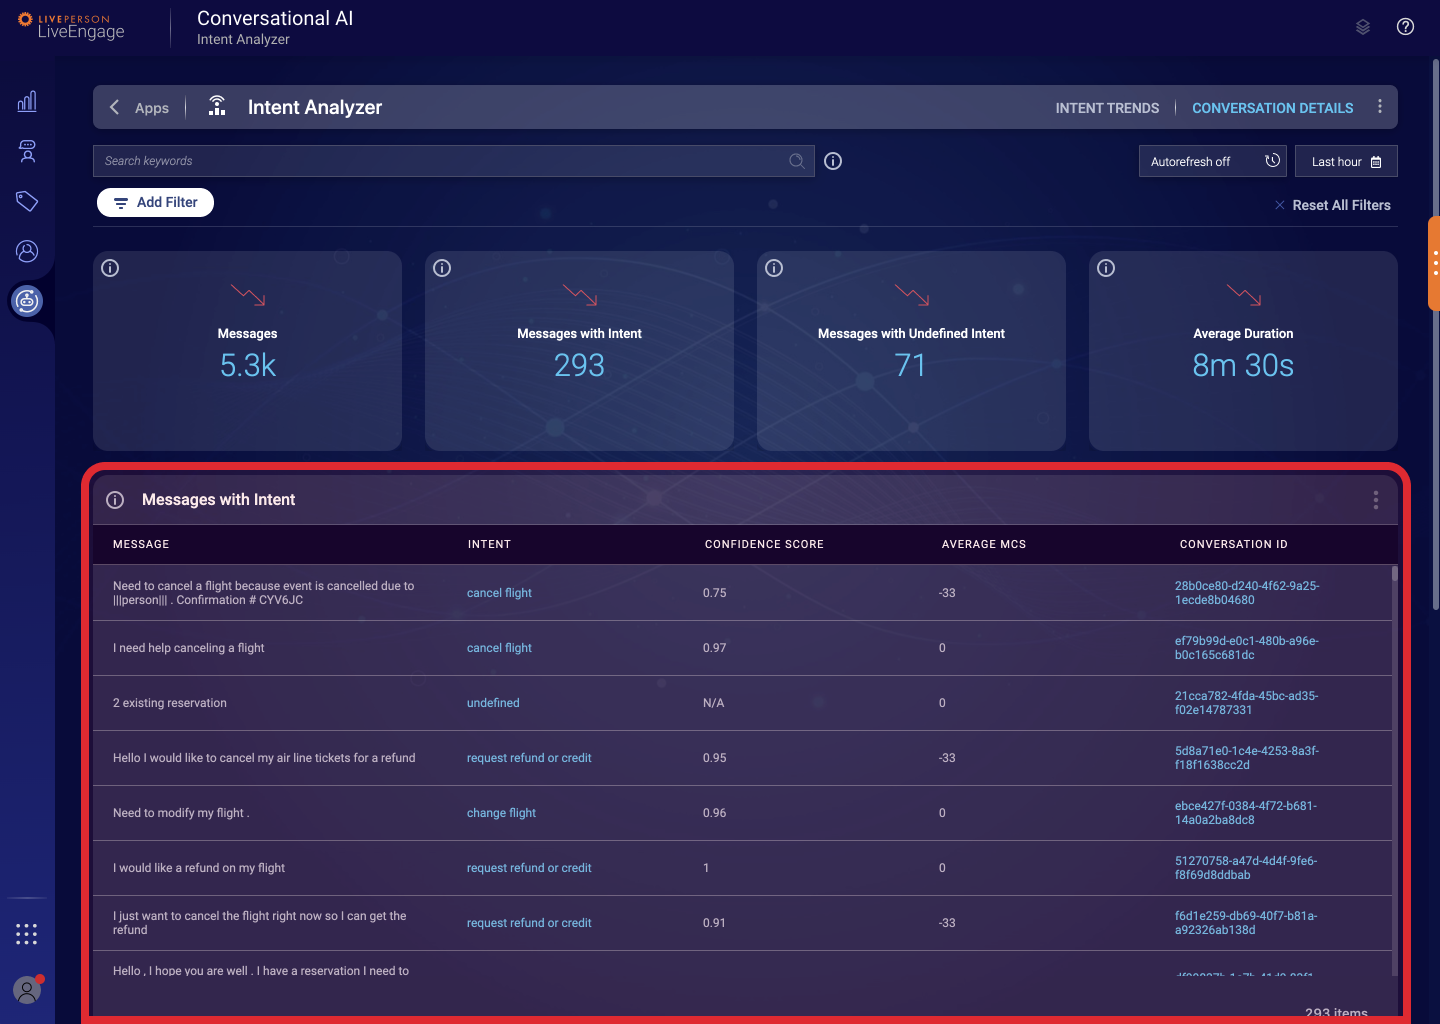 LIVEPERSON
LiveEngage
Conversational AI
Intent Analyzer
Apps
Intent Analyzer
INTENT TRENDS
CONVERSATION DETAILS
Search keywords
Autorefresh off
Last hour
Add Filter
Reset All Filters
Messages
5.3k
Messages with Intent
293
Messages with Undefined Intent
71
Average Duration
8m 30s
Messages with Intent
MESSAGE INTENT CONFIDENCE SCORE AVERAGE MCS CONVERSATION ID
Need to cancel a flight because event is cancelled due to
|||person||| . Confirmation # CYV6JC
cancel flight
0.75
-33
28b0ce80-d240-4f62-9a25-
1ecde8b04680
I need help canceling a flight
cancel flight
0.97
0
ef79b99d-e0c1-480b-a96e-
b0c165c681dc
2 existing reservation
undefined
N/A
0
21cca782-4fda-45bc-ad35-
f02e14787331
Hello I would like to cancel my air line tickets for a refund
request refund or credit
0.95
-33
5d8a71e0-1c4e-4253-8a3f-
f18f1638cc2d
Need to modify my flight .
change flight
0.96
0
ebce427f-0384-4f72-b681-
14a0a2ba8dc8
I would like a refund on my flight
request refund or credit
1
0
51270758-a47d-4d4f-9fe6-
f8f69d8ddbab
I just want to cancel the flight right now so I can get the
refund
request refund or credit
0.91
-33
f6d1e259-db69-40f7-b81a-
a92326ab138d
Hello , I hope you are well . I have a reservation I need to
293 items